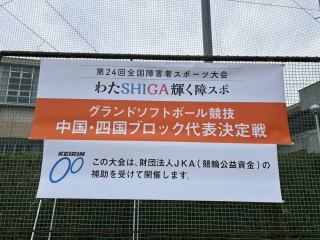 第24回全国障害者スポーツ大会
わたSHIGA輝く障スポ
グランドソフトボール競技
中国・四国ブロック代表決定戦
KEIRIN
この大会は、財団法人JKA(競輪公益資金)の
補助を受けて開催します。